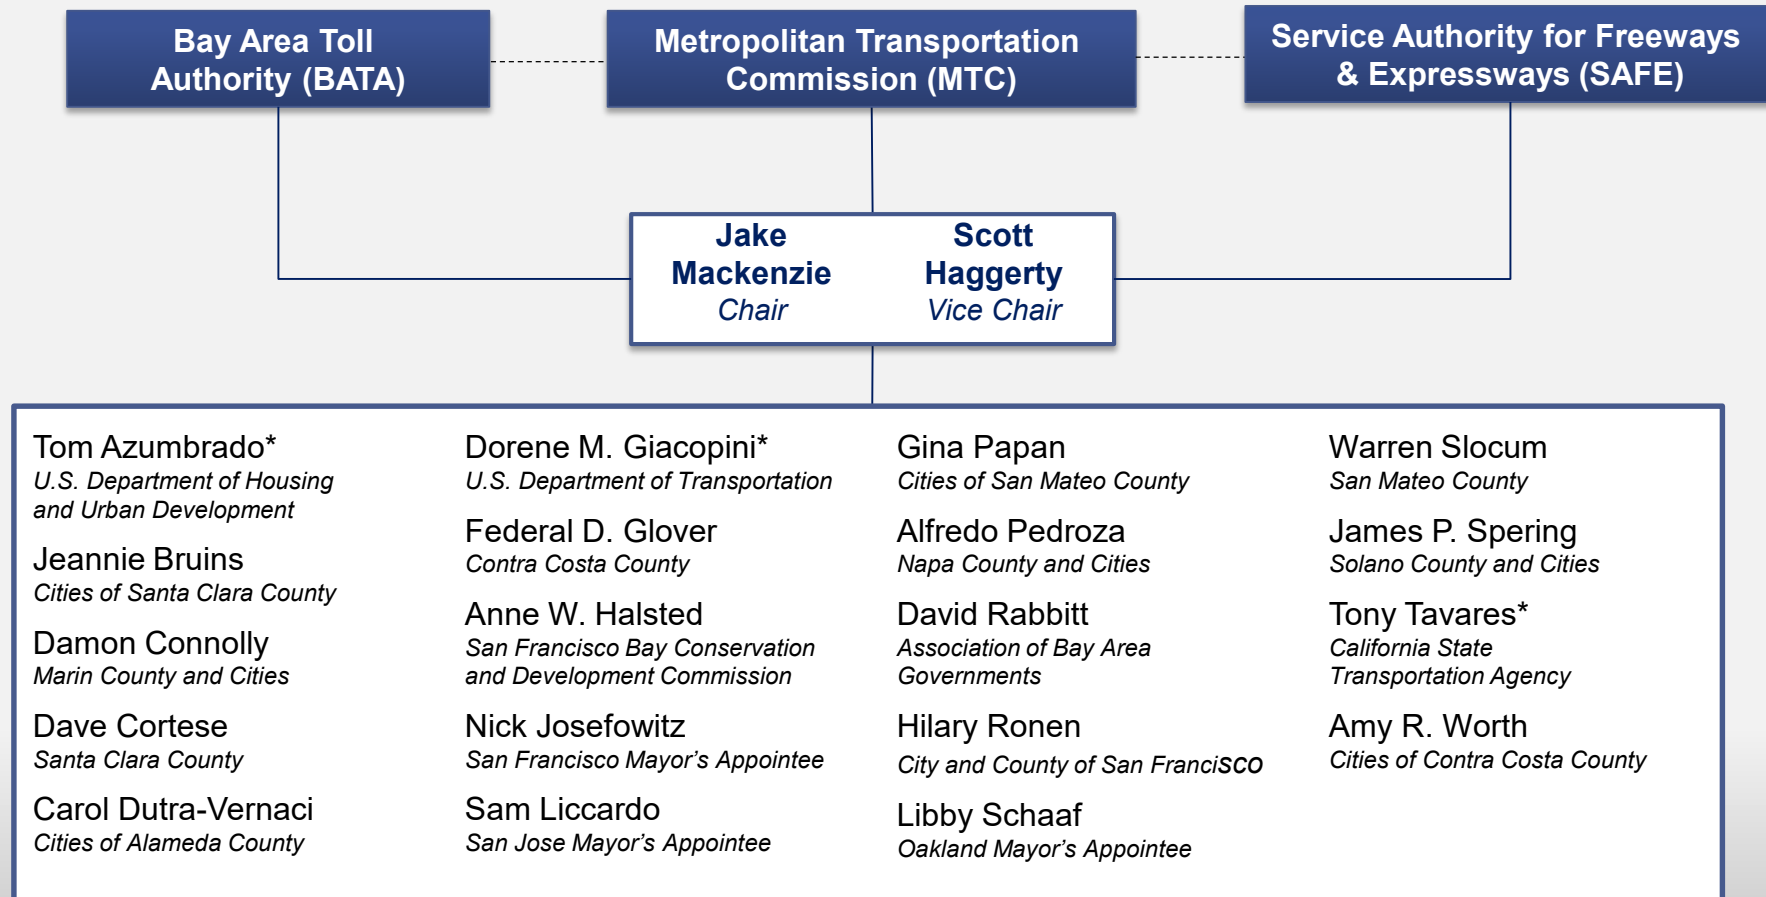 Bay Area Toll
Authority (BATA)
Metropolitan Transportation
Commission (MTC)
Service Authority for Freeways
& Expressways (SAFE)
Jake
Mackenzie
Chair
Scott
Haggerty
Vice Chair
Tom Azumbrado*
U.S. Department of Housing
and Urban Development
Jeannie Bruins
Cities of Santa Clara County
Damon Connolly
Marin County and Cities
Dave Cortese
Santa Clara County
Carol Dutra-Vernaci
Cities of Alameda County
Dorene M. Giacopini*
U.S. Department of Transportation
Federal D. Glover
Contra Costa County
Anne W. Halsted
San Francisco Bay Conservation
and Development Commission
Nick Josefowitz
San Francisco Mayor’s Appointee
Sam Liccardo
San Jose Mayor’s Appointee
Gina Papan
Cities of San Mateo County
Alfredo Pedroza
Napa County and Cities
David Rabbitt
Association of Bay Area
Governments
Hilary Ronen
City and County of San Francisco
Libby Schaaf
Oakland Mayor’s Appointee
Warren Slocum
San Mateo County
James P. Spering
Solano County and Cities
Tony Tavares*
California State
Transportation Agency
Amy R. Worth
Cities of Contra Costa County